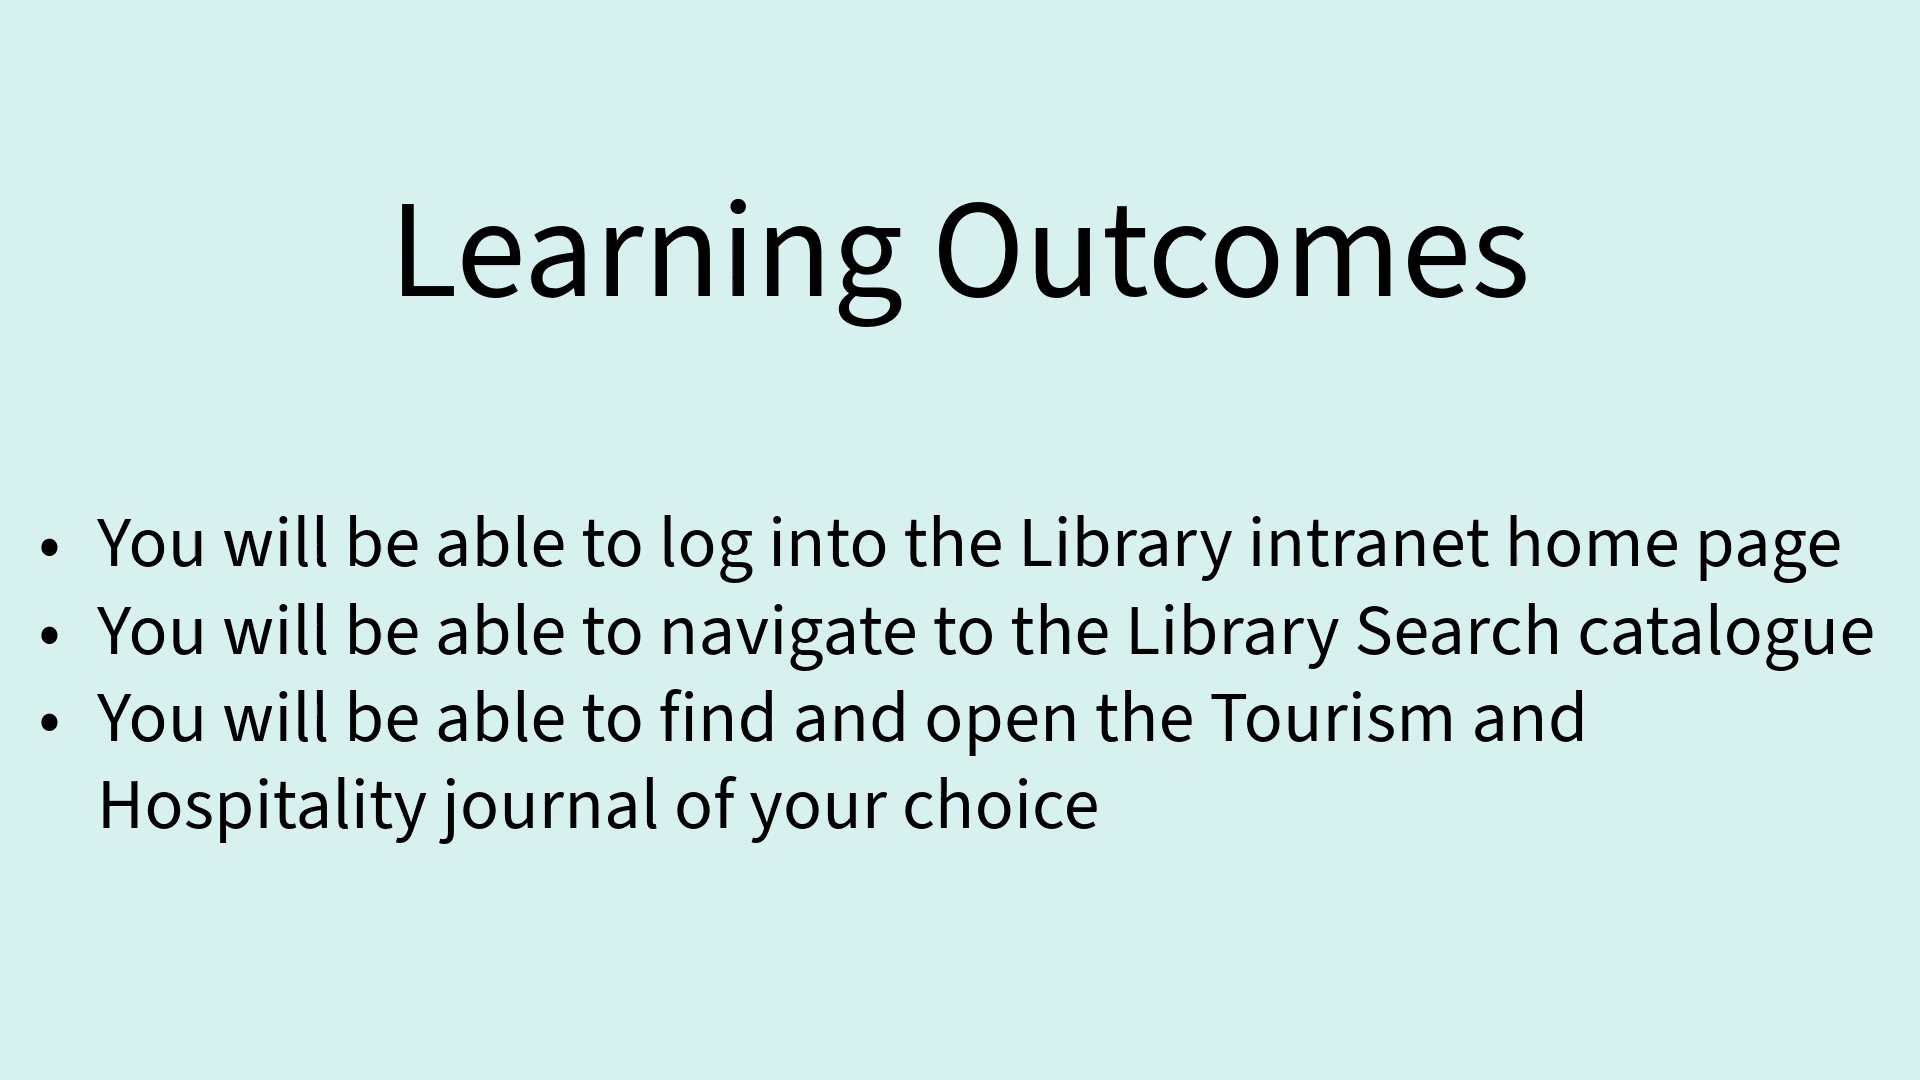 Learning Outcomes
• You will be able to log into the Library intranet home page
• You will be able to navigate to the Library Search catalogue
• You will be able to find and open the Tourism and
Hospitality journal of your choice